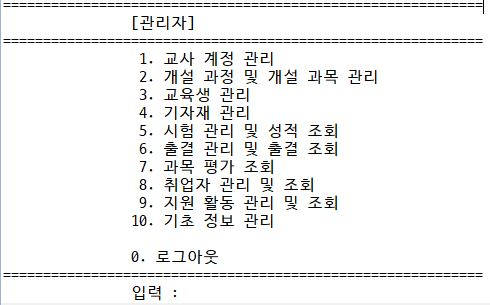 ============================================================
[관리자]
============================================================
1. 교사 계정 관리
2. 개설 과정 및 개설 과목 관리
3. 교육생 관리
4. 기자재 관리
5. 시험 관리 및 성적 조회
6. 출결 관리 및 출결 조회
7. 과목 평가 조회
8. 취업자 관리 및 조회
9. 지원 활동 관리 및 조회
10. 기초 정보 관리
0. 로그아웃
============================================================
입력 :